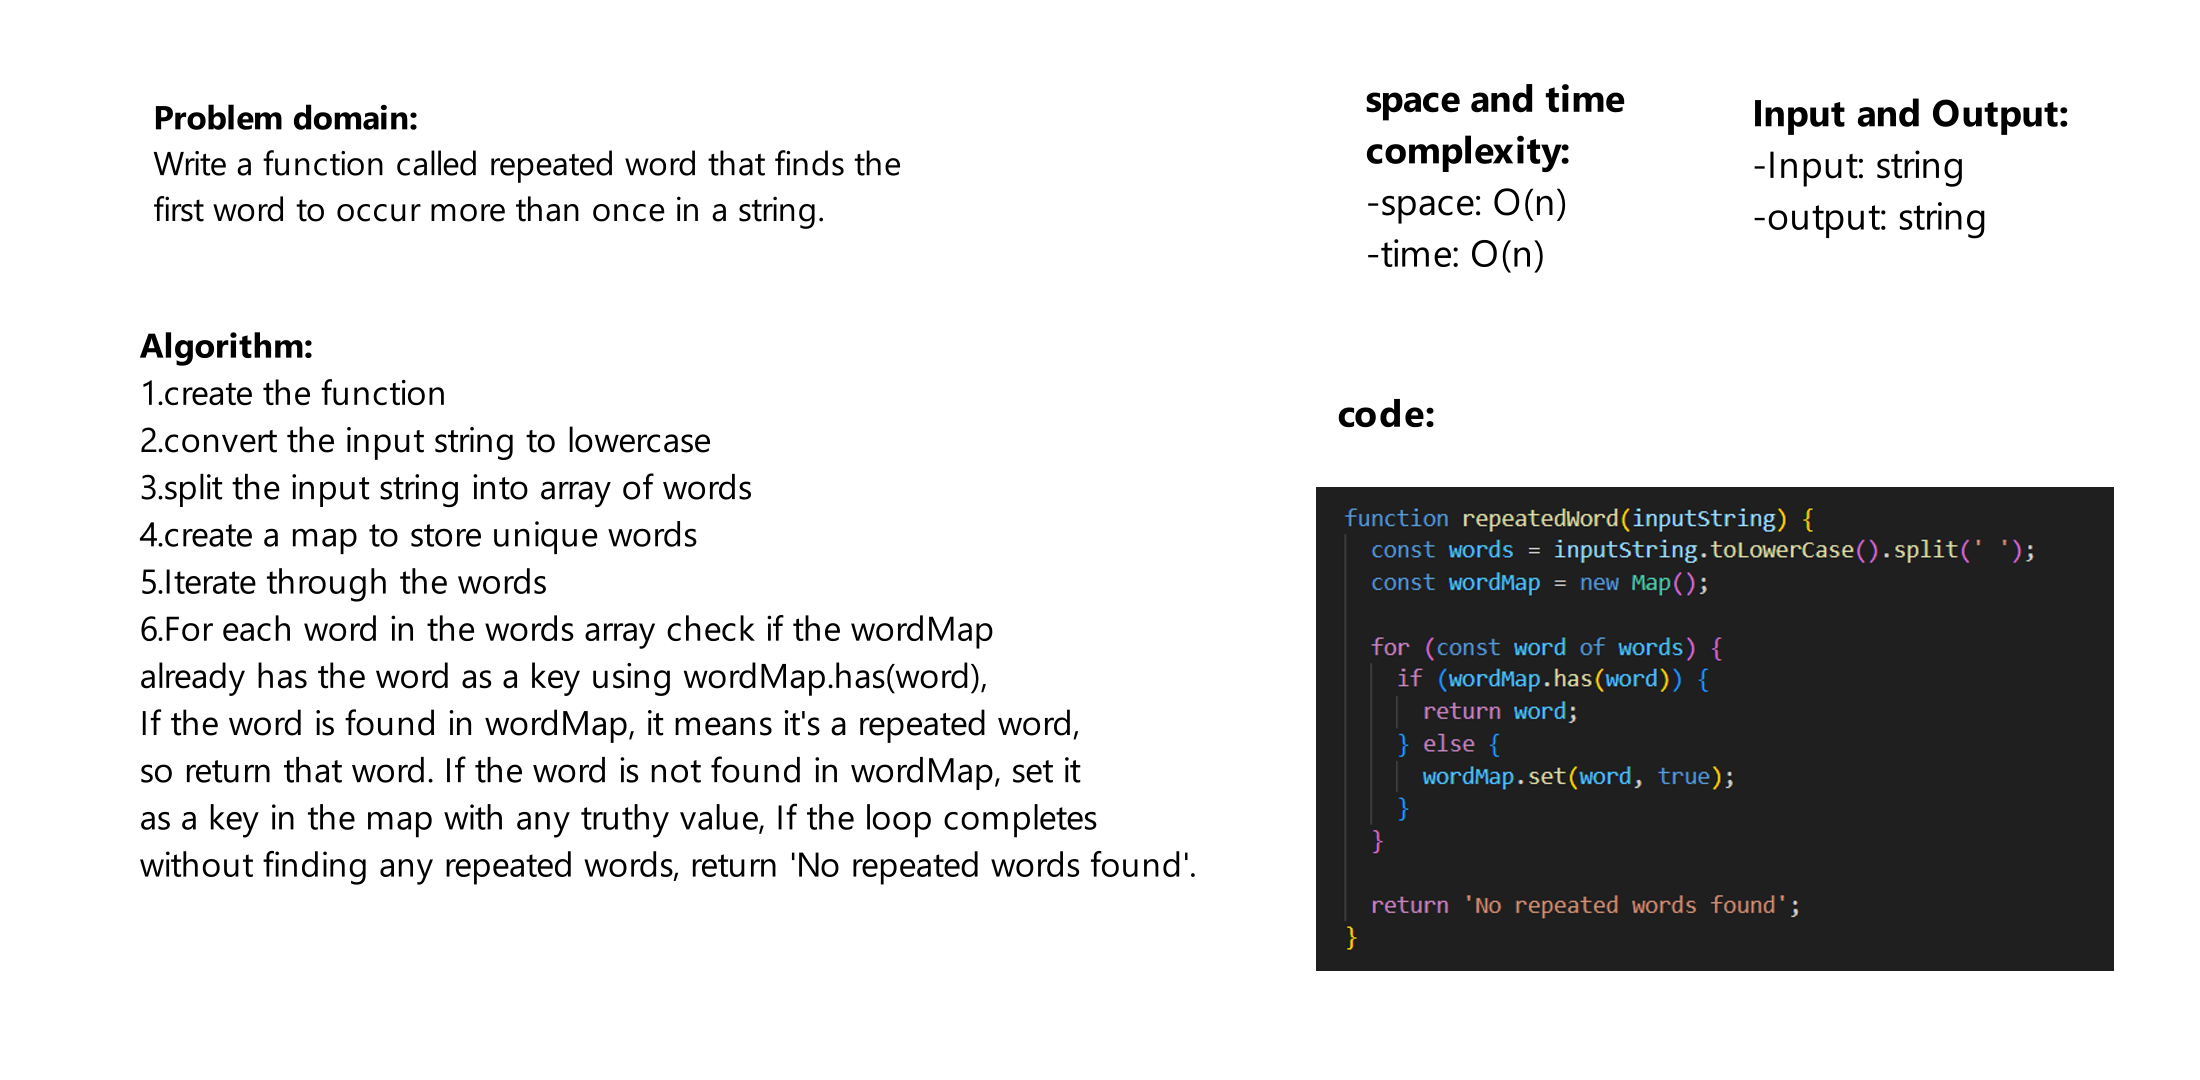 Problem domain:
Write a function called repeated word that finds the
first word to occur more than once in a string.
space and time
complexity:
-space: O(n)
-time: O(n)
Input and Output:
-Input: string
-output: string
Algorithm:
1.create the function
2.convert the input string to lowercase
3.split the input string into array of words
4.create a map to store unique words
5.Iterate through the words
6.For each word in the words array check if the wordMap
already has the word as a key using wordMap.has(word),
If the word is found in wordMap, it means it's a repeated word,
so return that word. If the word is not found in wordMap, set it
as a key in the map with any truthy value, If the loop completes
without finding any repeated words, return 'No repeated words found'.
code:
function repeatedWord(inputString) {
  const words = inputString.toLowerCase().split(' ');
  const wordMap = new Map();
  for (const word of words) {
    if (wordMap.has(word)) {
      return word;
    } else {
      wordMap.set(word, true);
    }
  }
  return 'No repeated words found';
}